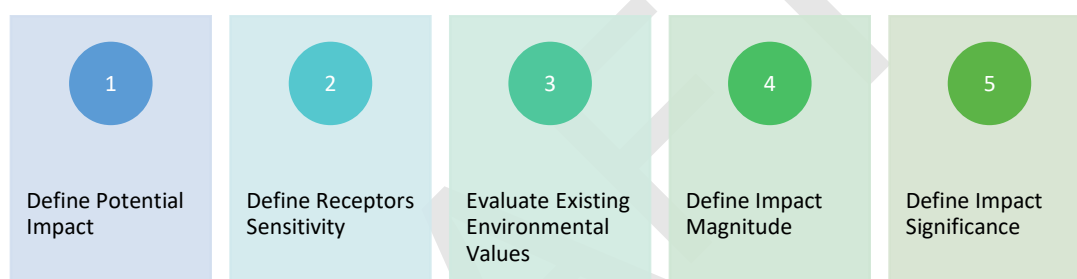 1
Define Potential
Impact
2
Define Receptors
Sensitivity
3
Evaluate Existing
Environmental
Values
4
Define Impact
Magnitude
5
Define Impact
Significance